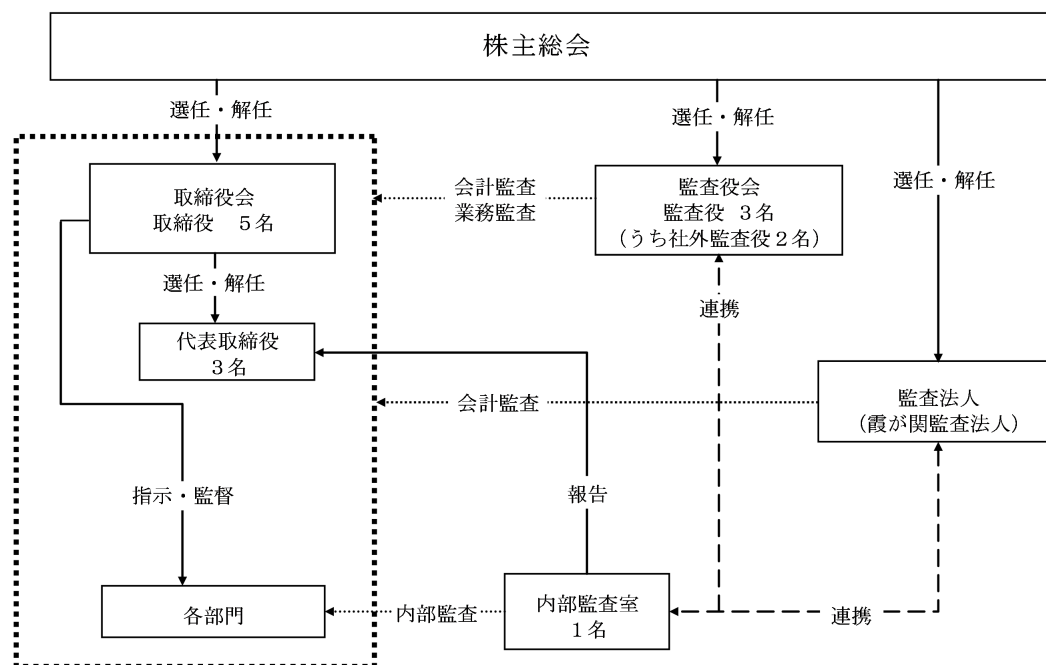 株主総会
選任・解任
選任・解任
選任・解任
取締役会
取締役 5名
会計監査
業務監査
監査役会
監査役 3名
(うち社外監査役2名)
選任・解任
連携
代表取締役
3名
会計監査
監査法人
(霞が関監査法人)
指示・監督
報告
各部門
内部監査
内部監査室
1名
連携